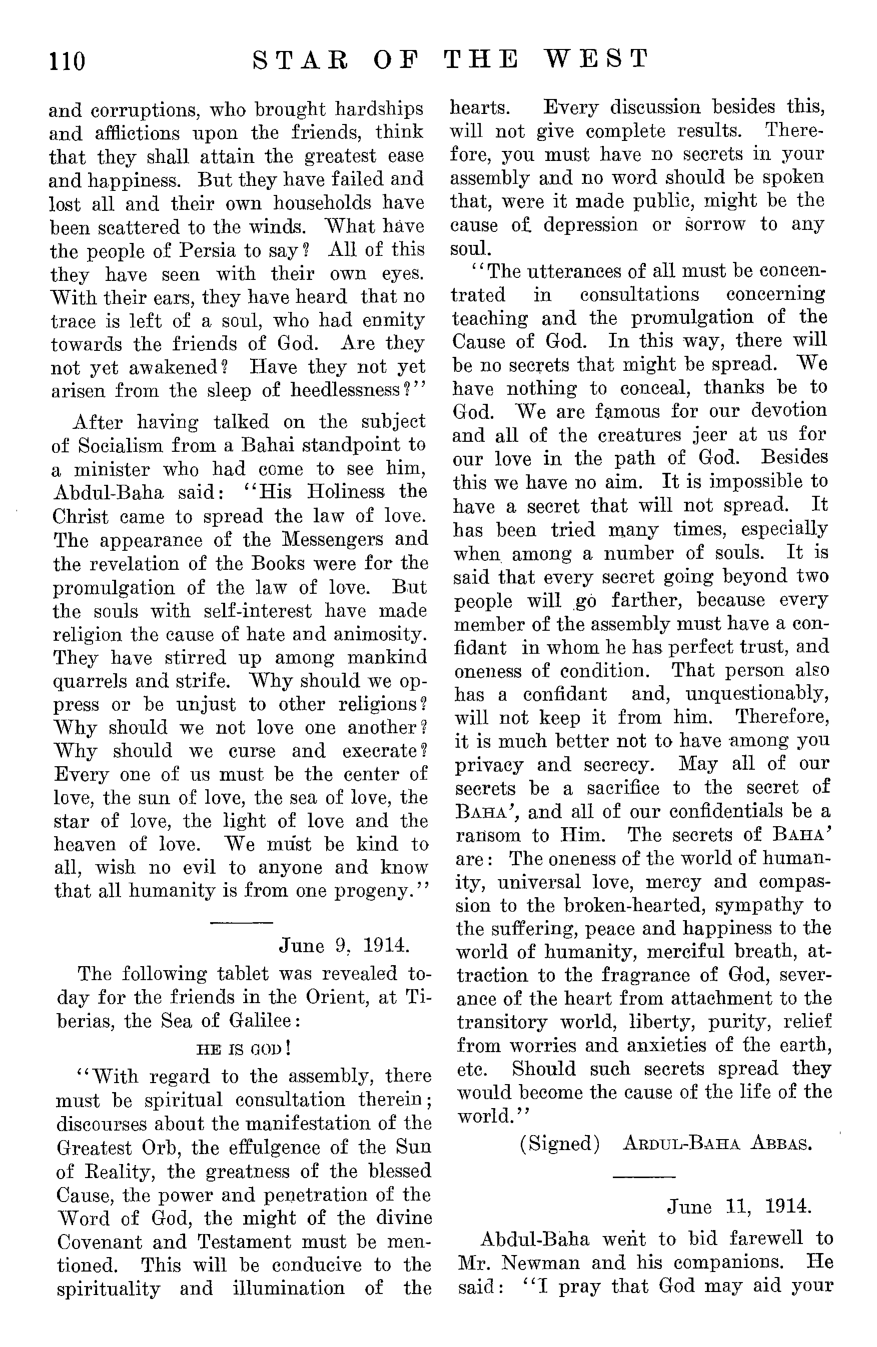 110 STAR OF THE WEST
and corruptions, who brought hardships
and afflictions upon the friends, think
that they shall attain the greatest ease
and happiness. But they have failed and
lost all and their own households have
been scattered to the winds. What have
the people of Persia to say? All of this
they have seen with their own eyes.
With their ears, they have heard that no
trace is left of a soul, who had enmity
towards the friends of God. Are they
not yet awakened? Have they not yet
arisen from the sleep of heedlessness?''
After having talked on the subject
of Socialism from a Bahai standpoint to
a minister who had come to see him,
Abdul-Baha said: ''His Holiness the
Christ came to spread the law of love.
The appearance of the Messengers and
the revelation of the Books were for the
promulgation of the law of love. But
the souls with self-interest have made
religion the cause of hate and animosity.
They have stirred up among mankind
quarrels and strife. Why should we op-
press or be unjust to other religions?
Why should we not love one another?
Why should we curse and execrate?
Every one of us must be the center of
love, the sun of love, the sea of love, the
star of love, the light of love and the
heaven of love. We must be kind to
all, wish no evil to anyone and know
that all humanity is from one progeny.''
June 9, 1914.
The following tablet was revealed to-
day for the friends in the Orient, at Ti-
berias, the Sea of Galilee:
HE IS GOD!
''With regard to the assembly, there
must be spiritual consultation therein;
discourses about the manifestation of the
Greatest Orb, the effulgence of the Sun
of Reality, the greatness of the blessed
Cause, the power and penetration of the
Word of God, the might of the divine
Covenant and Testament must be men-
tioned. This will be conducive to the
spirituality and illumination of the
hearts. Every discussion besides this,
will not give complete results. There-
fore, you must have no secrets in your
assembly and no word should be spoken
that, were it made public, might be the
cause of depression or sorrow to any
soul.
''The utterances of all must be concen-
trated in consultations concerning
teaching and the promulgation of the
Cause of God. In this way, there will
be no secrets that might be spread. We
have nothing to conceal, thanks be to
God. We are famous for our devotion
and all of the creatures jeer at us for
our love in the path of God. Besides
this we have no aim. It is impossible to
have a secret that will not spread. It
has been tried many times, especially
when among a number of souls. It is
said that every secret going beyond two
people will go farther, because every
member of the assembly must have a con-
fidant in whom he has perfect trust, and
oneness of condition. That person also
has a confidant and, unquestionably,
will not keep it from him. Therefore,
it is much better not to have among you
privacy and secrecy. May all of our
secrets be a sacrifice to the secret of
BAHA', and all of our confidentials be a
ransom to Him. The secrets of BAHA'
are: The oneness of the world of human-
ity, universal love, mercy and compas-
sion to the broken-hearted, sympathy to
the suffering, peace and happiness to the
world of humanity, merciful breath, at-
traction to the fragrance of God, sever-
ance of the heart from attachment to the
transitory world, liberty, purity, relief
from worries and anxieties of the earth,
etc. Should such secrets spread they
would become the cause of the life of the
world.''
(Signed) ABDUL-BAHA ABBAS.
June 11, 1914.
Abdul-Baha went to bid farewell to
Mr. Newman and his companions. He
said: ''I pray that God may aid your